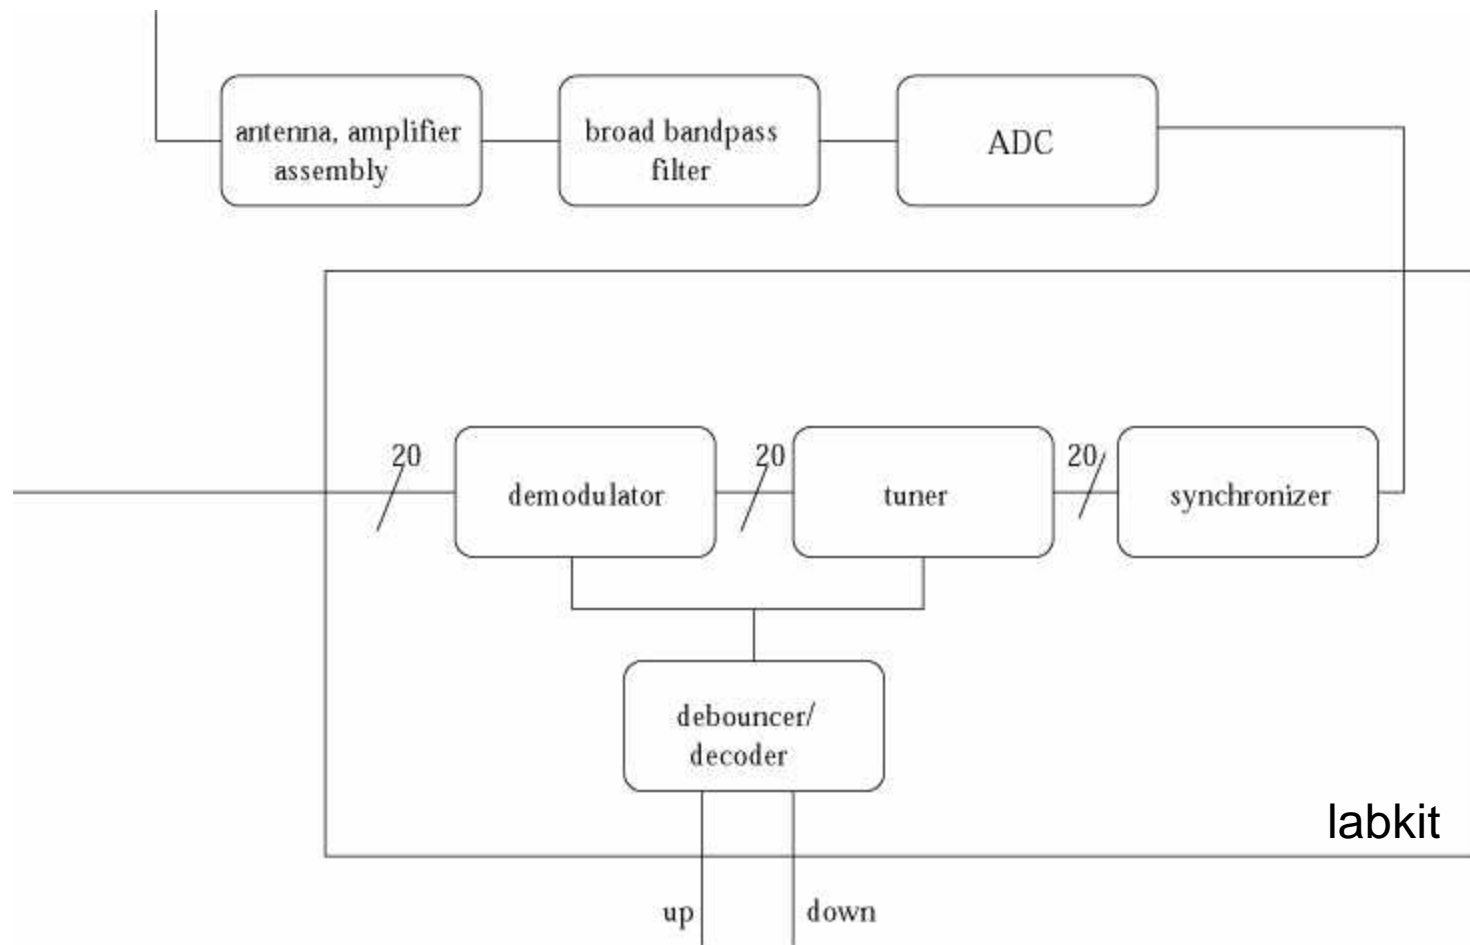 antenna, amplifier
assembly
broad bandpass
filter
ADC
20
demodulator
20
tuner
20
synchronizer
debouncer/
decoder
labkit
up
down